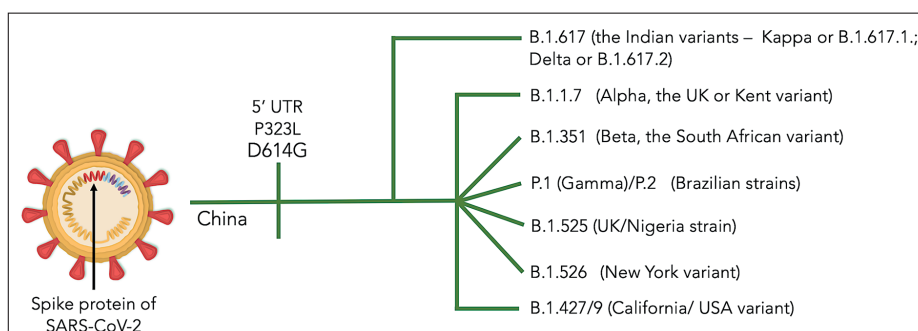 B.1.617 (the Indian variants – Kappa or B.1.617.1.;
Delta or B.1.617.2)
B.1.1.7 (Alpha, the UK or Kent variant)
5' UTR
P323L
D614G
B.1.351 (Beta, the South African variant)
P.1 (Gamma)/P.2 (Brazilian strains)
China
B.1.525 (UK/Nigeria strain)
B.1.526 (New York variant)
Spike protein of
SARS-CoV-2
B.1.427/9 (California/ USA variant)